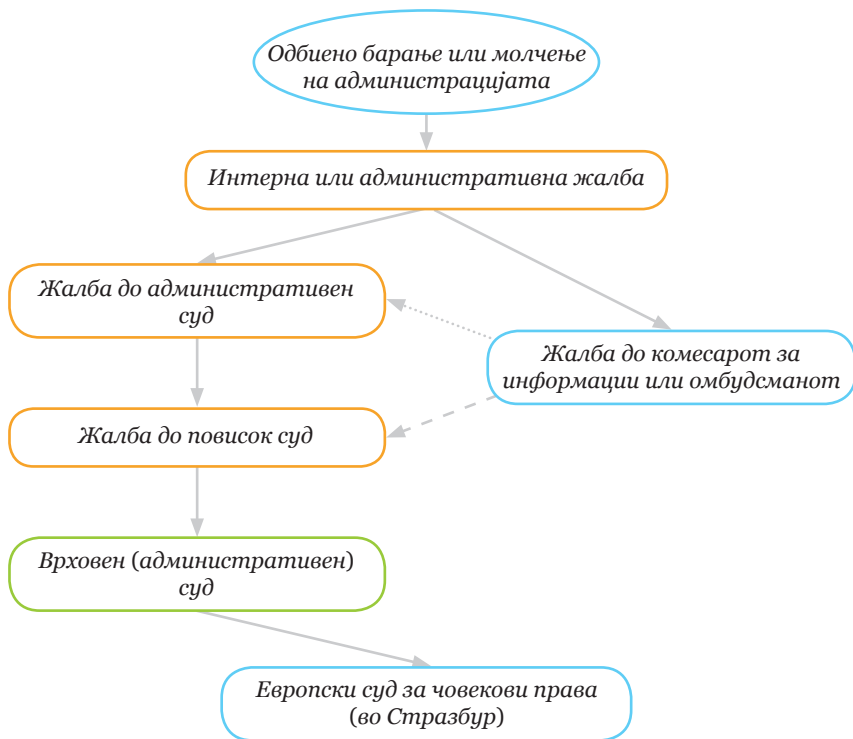 Одбиено барање или молчење
на администрацијата
Интерна или административна жалба
Жалба до административен
суд
Жалба до комесарот за
информации или омбудсманот
Жалба до повисок суд
Врховен (административен)
суд
Европски суд за човекови права
(во Стразбур)